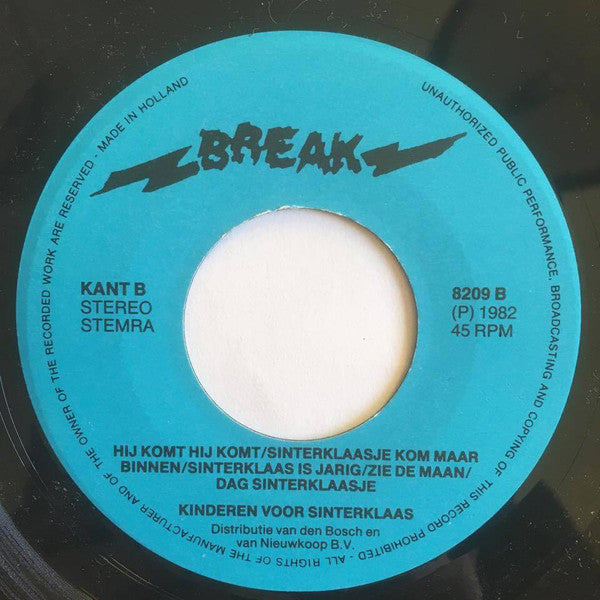 BREAK
KANT B
STEREO
STEMRA
8209 B
(P) 1982
45 RPM
HIJ KOMT HIJ KOMT/SINTERKLAASJE KOM MAAR
BINNEN/SINTERKLAAS IS JARIG/ZIE DE MAAN/
DAG SINTERKLAASJE
KINDEREN VOOR SINTERKLAAS
Distributie van den Bosch en
van Nieuwkoop B.V.
UNAUTHORIZED PUBLIC PERFORMANCE, BROADCASTING AND COPYING OF THIS RECORD PROHIBITED - ALL RIGHTS OF THE MANUFACTURER AND OF THE OWNER OF THE RECORDED WORK ARE RESERVED - MADE IN HOLLAND